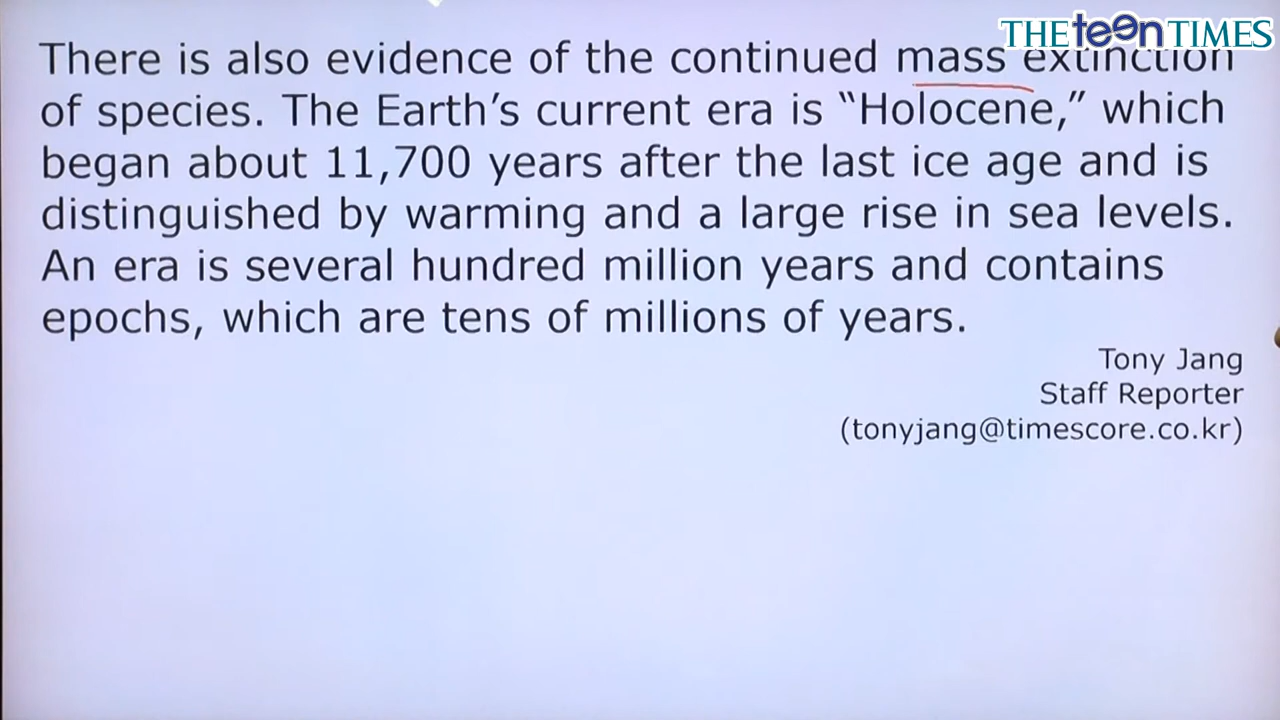 THE teen TIMES
There is also evidence of the continued mass extinction
of species. The Earth's current era is “Holocene,” which
began about 11,700 years after the last ice age and is
distinguished by warming and a large rise in sea levels.
An era is several hundred million years and contains
epochs, which are tens of millions of years.
Tony Jang
Staff Reporter
(tonyjang@timescore.co.kr)